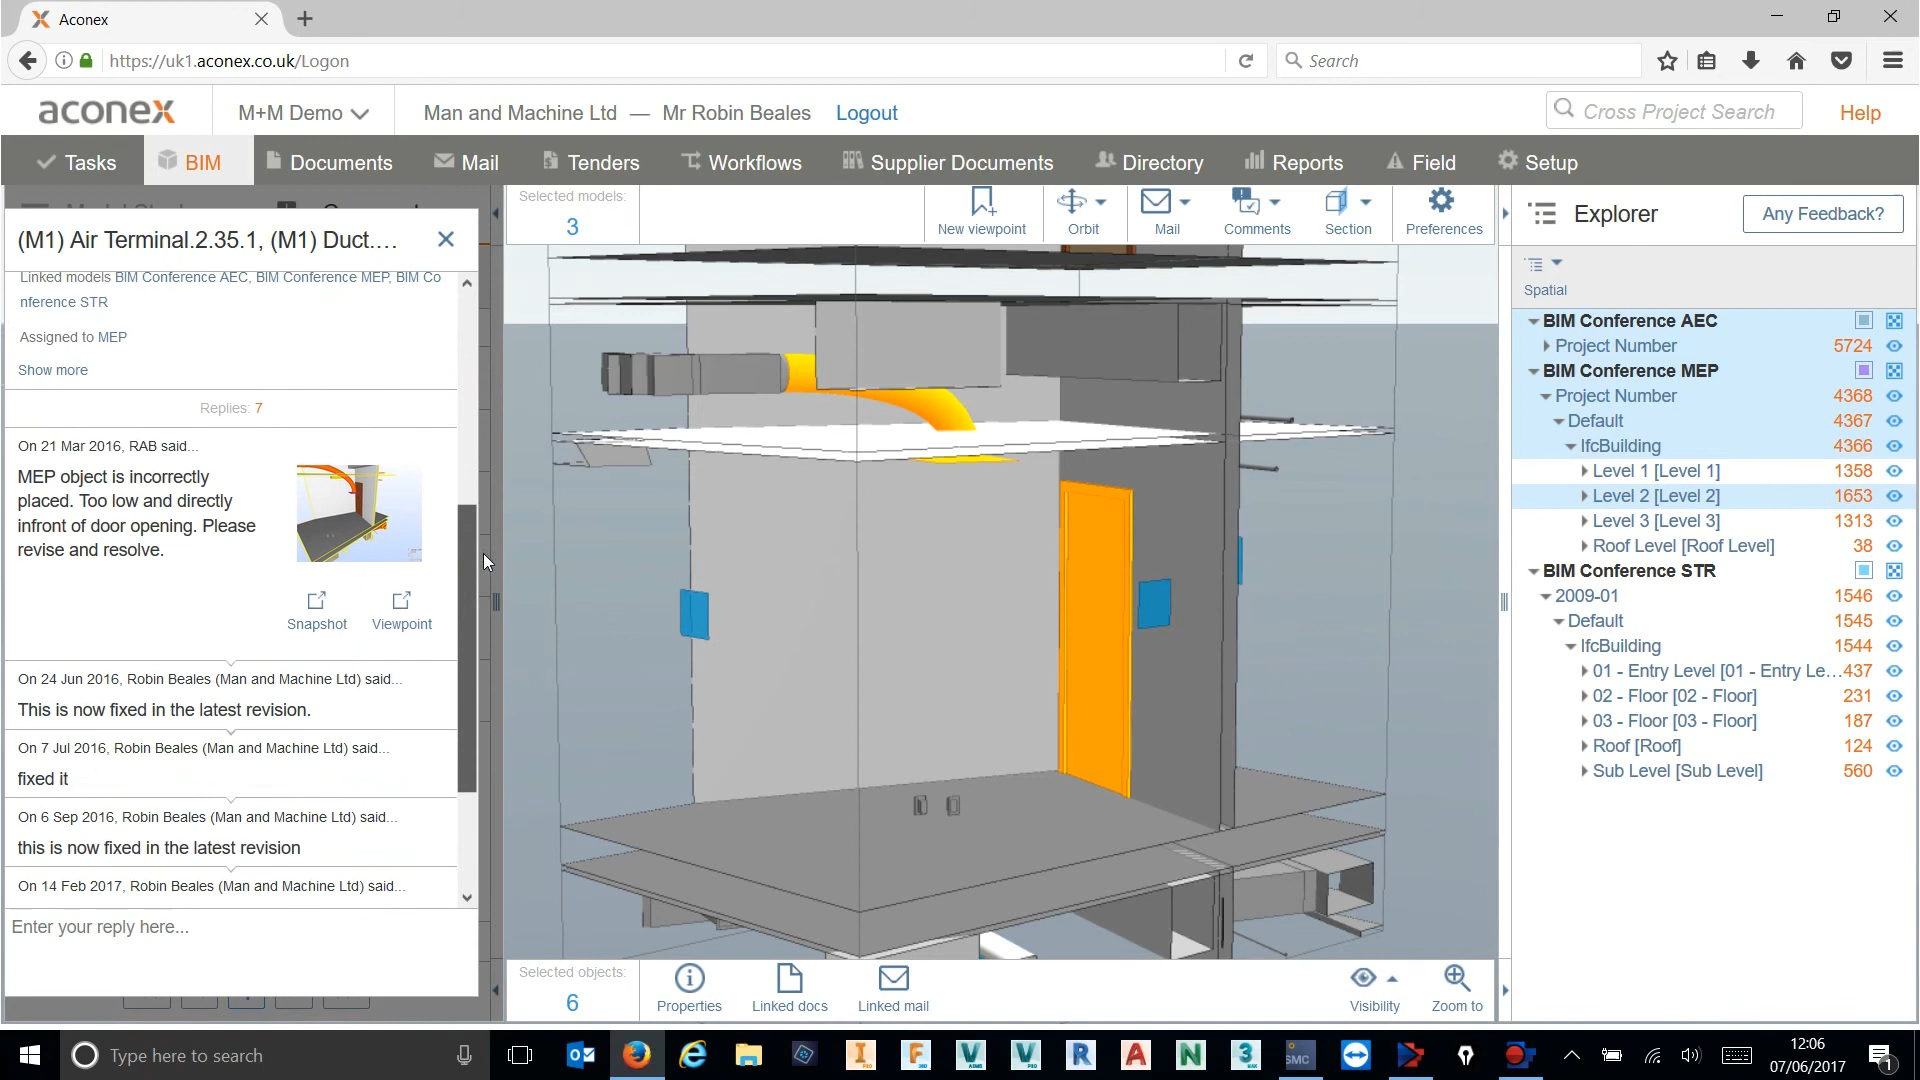 Aconex
https://uk1.aconex.co.uk/Logon
Search
aconex
M+M Demo
Man and Machine Ltd — Mr Robin Beales
Logout
Cross Project Search
Help
Tasks
BIM
Documents
Mail
Tenders
Workflows
Supplier Documents
Directory
Reports
Field
Setup
(M1) Air Terminal.2.35.1, (M1) Duct....
Linked models BIM Conference AEC, BIM Conference MEP, BIM Co
nference STR
Assigned to MEP
Show more
Replies: 7
On 21 Mar 2016, RAB said...
MEP object is incorrectly
placed. Too low and directly
infront of door opening. Please
revise and resolve.
Snapshot
Viewpoint
On 24 Jun 2016, Robin Beales (Man and Machine Ltd) said...
This is now fixed in the latest revision.
On 7 Jul 2016, Robin Beales (Man and Machine Ltd) said...
fixed it
On 6 Sep 2016, Robin Beales (Man and Machine Ltd) said...
this is now fixed in the latest revision
On 14 Feb 2017, Robin Beales (Man and Machine Ltd) said...
Enter your reply here...
Selected models:
3
New viewpoint
Orbit
Mail
Comments
Section
Preferences
Selected objects:
6
Properties
Linked docs
Linked mail
Visibility
Zoom to
Explorer
Any Feedback?
Spatial
BIM Conference AEC
Project Number 5724
BIM Conference MEP
Project Number 4368
Default 4367
IfcBuilding 4366
Level 1 [Level 1] 1358
Level 2 [Level 2] 1653
Level 3 [Level 3] 1313
Roof Level [Roof Level] 38
BIM Conference STR
2009-01 1546
Default 1545
IfcBuilding 1544
01 - Entry Level [01 - Entry Le... 437
02 - Floor [02 - Floor] 231
03 - Floor [03 - Floor] 187
Roof [Roof] 124
Sub Level [Sub Level] 560
Type here to search
SMC
12:06
07/06/2017
1